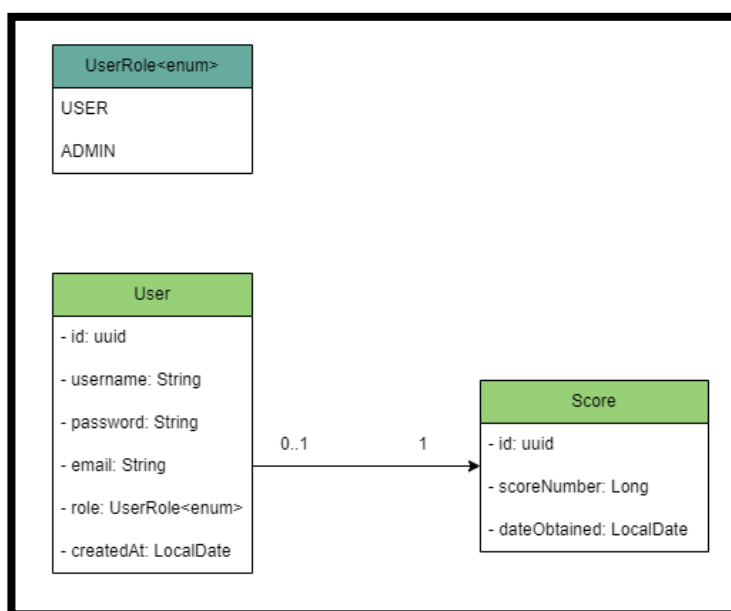 UserRole<enum>
USER
ADMIN
User
- id: uuid
- username: String
- password: String
- email: String
- role: UserRole<enum>
- createdAt: LocalDate
0..1
1
Score
- id: uuid
- scoreNumber: Long
- dateObtained: LocalDate